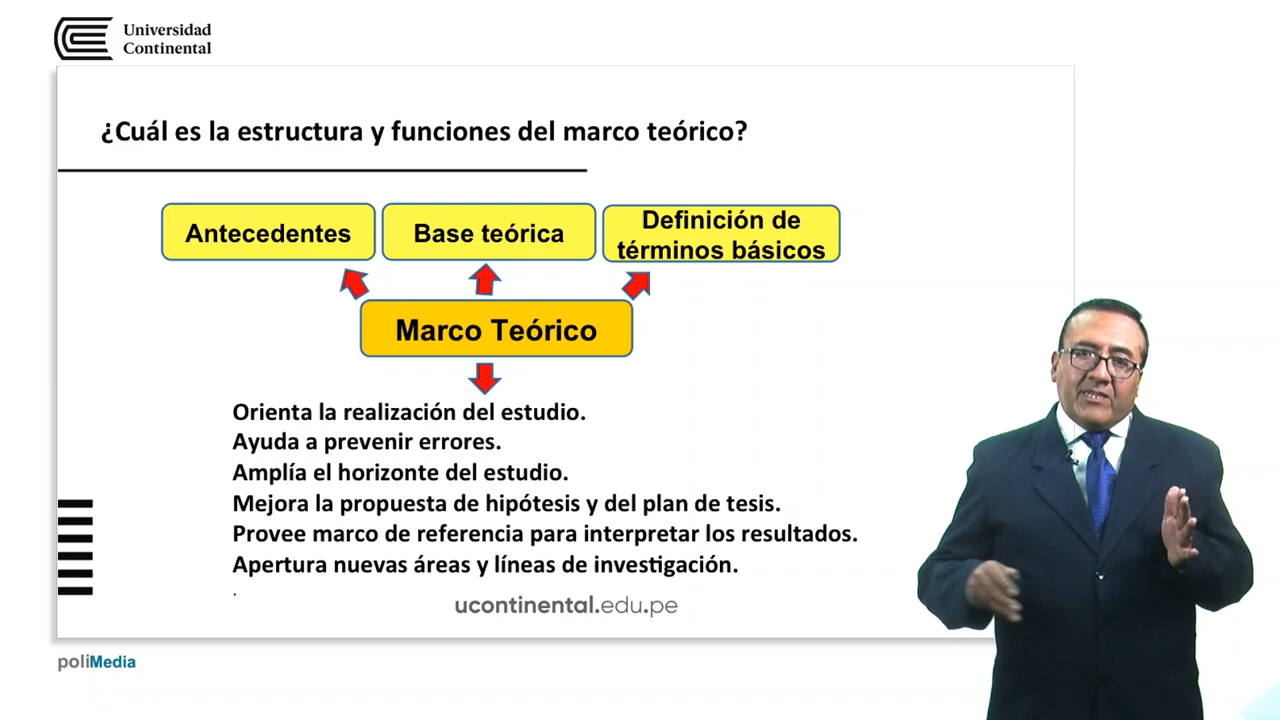 Universidad
Continental
¿Cuál es la estructura y funciones del marco teórico?
Antecedentes
Base teórica
Definición de
términos básicos
Marco Teórico
Orienta la realización del estudio.
Ayuda a prevenir errores.
Amplía el horizonte del estudio.
Mejora la propuesta de hipótesis y del plan de tesis.
Provee marco de referencia para interpretar los resultados.
Apertura nuevas áreas y líneas de investigación.
.
ucontinental.edu.pe
poliMedia